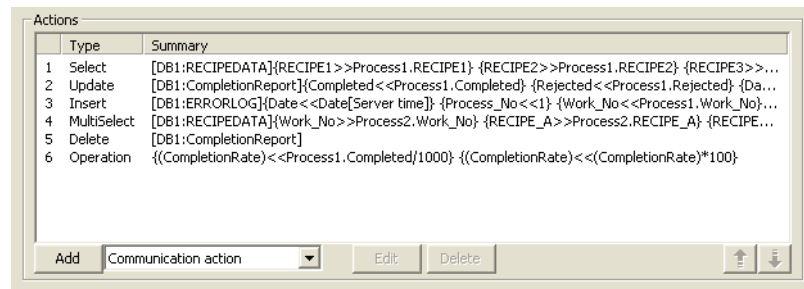 Actions
Type Summary
1 Select [DB1:RECIPEDATA]{RECIPE1>>Process1.RECIPE1} {RECIPE2>>Process1.RECIPE2} {RECIPE3>>...
2 Update [DB1:CompletionReport]{Completed<<Process1.Completed} {Rejected<<Process1.Rejected} {Da...
3 Insert [DB1:ERRORLOG]{Date<<Date[Server time]} {Process_No<<1} {Work_No<<Process1.Work_No}...
4 MultiSelect [DB1:RECIPEDATA]{Work_No>>Process2.Work_No} {RECIPE_A>>Process2.RECIPE_A} {RECIPE...
5 Delete [DB1:CompletionReport]
6 Operation {(CompletionRate)<<Process1.Completed/1000} {(CompletionRate)<<(CompletionRate)*100}
Add Communication action Edit Delete